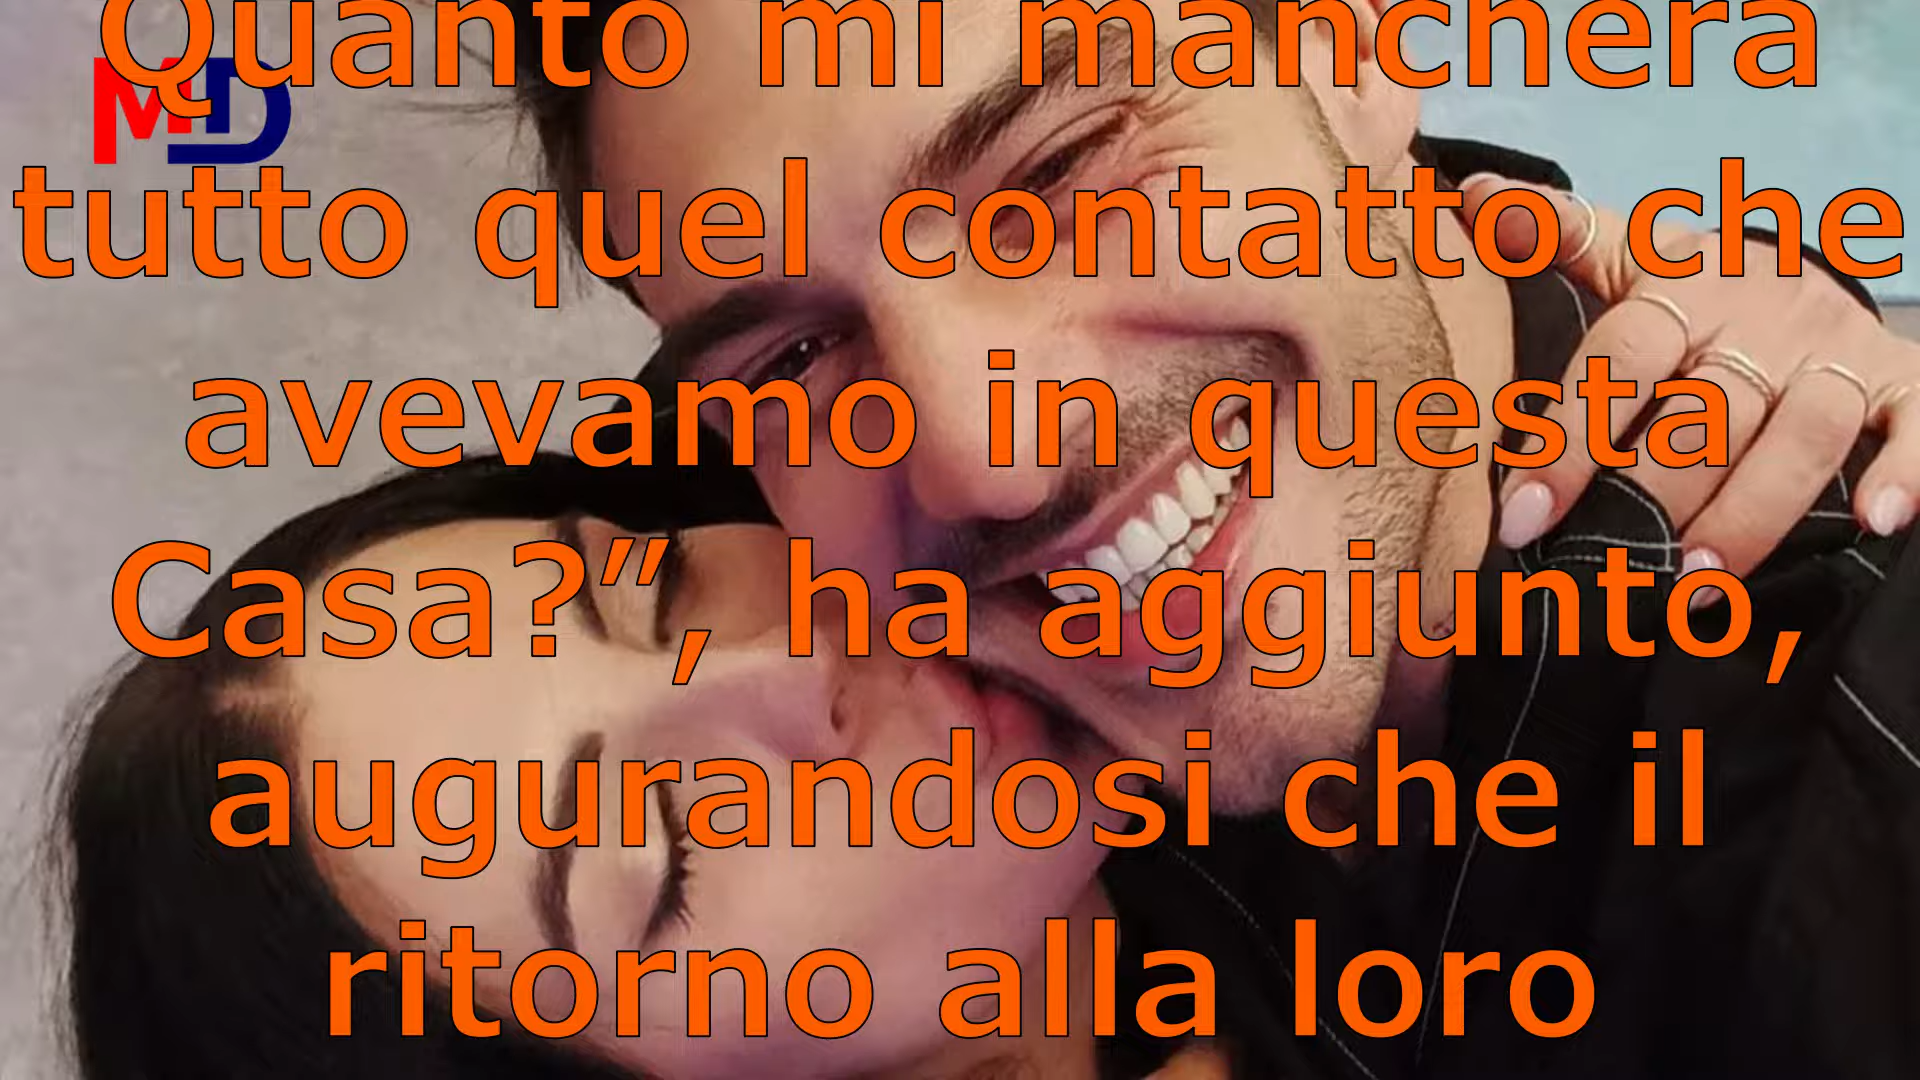 Quanto mi mancherà
MD
tutto quel contatto che
avevamo in questa
Casa?”, ha aggiunto,
augurandosi che il
ritorno alla loro